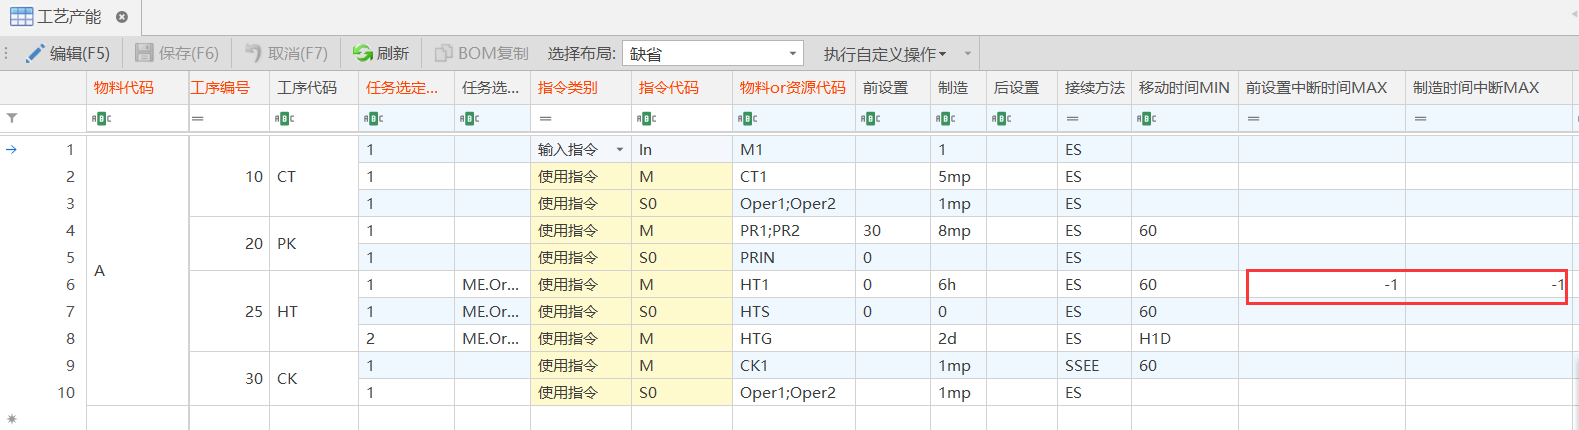 工艺产能
编辑(F5) 保存(F6) 取消(F7) 刷新 BOM复制 选择布局: 缺省 执行自定义操作
物料代码 工序编号 工序代码 任务选定... 任务选... 指令类别 指令代码 物料or资源代码 前设置 制造 后设置 接续方法 移动时间MIN 前设置中断时间MAX 制造时间中断MAX
= ABC ABC ABC = ABC ABC ABC ABC ABC = ABC = =
1 1 输入指令 In M1 1 ES
2 10 CT 1 使用指令 M CT1 5mp ES
3 1 使用指令 S0 Oper1;Oper2 1mp ES
4 1 使用指令 M PR1;PR2 30 8mp ES 60
20 PK
5 1 使用指令 S0 PRIN 0 ES
A
6 1 ME.Or... 使用指令 M HT1 0 6h ES 60 -1 -1
7 25 HT 1 ME.Or... 使用指令 S0 HTS 0 0 ES 60
8 2 ME.Or... 使用指令 M HTG 2d ES H1D
9 1 使用指令 M CK1 1mp SSEE 60
30 CK
10 1 使用指令 S0 Oper1;Oper2 1mp ES